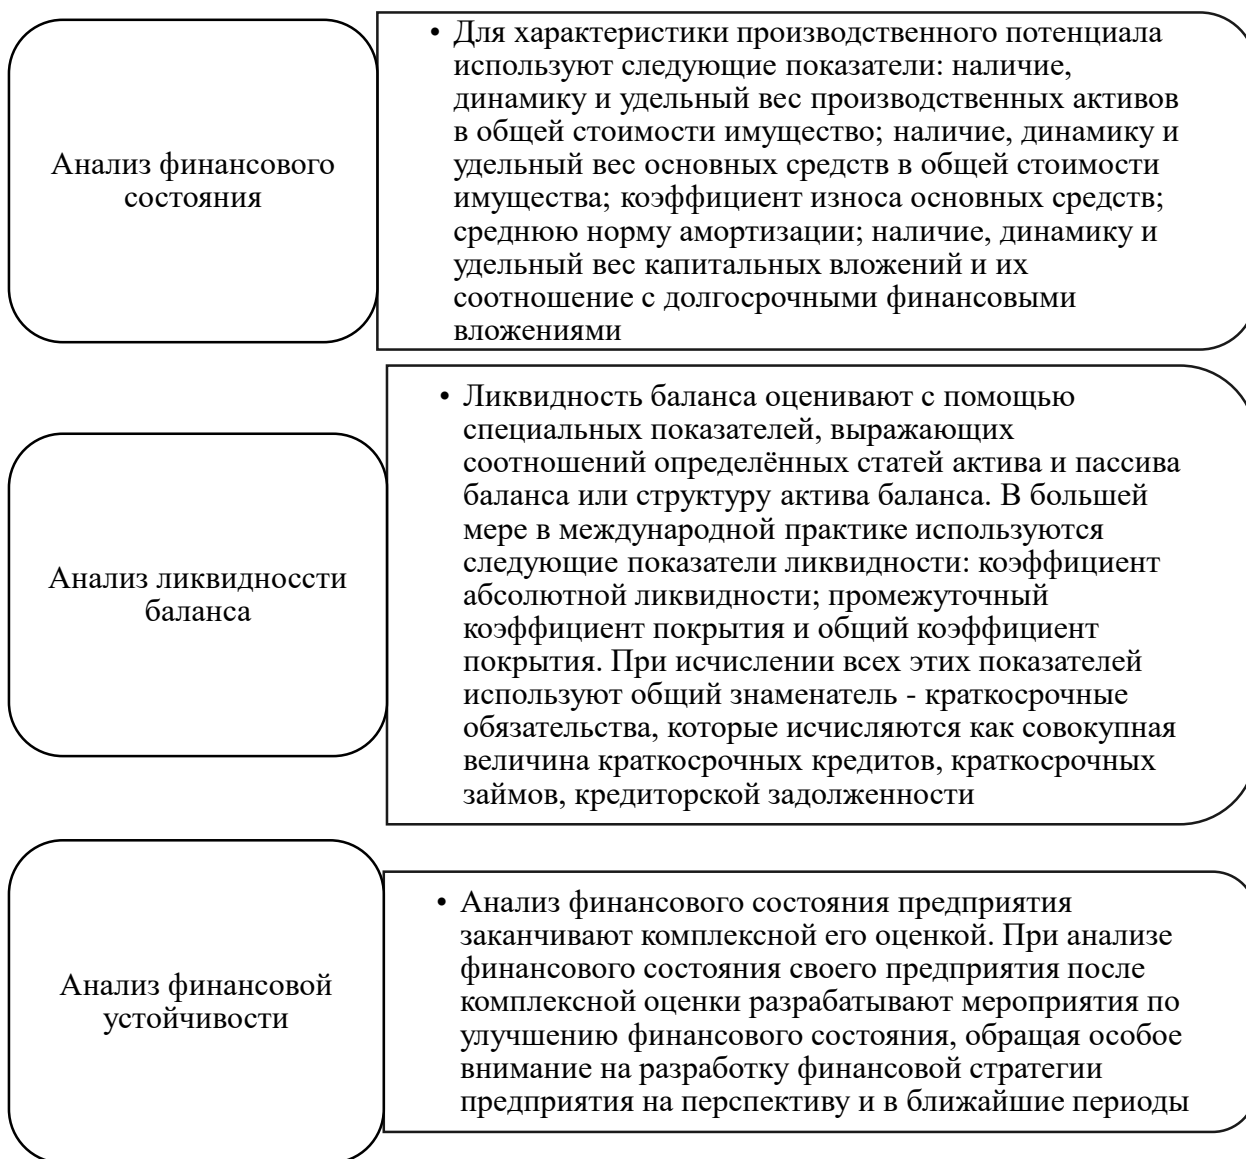 Анализ финансового
состояния
• Для характеристики производственного потенциала
используют следующие показатели: наличие,
динамику и удельный вес производственных активов
в общей стоимости имущество; наличие, динамику и
удельный вес основных средств в общей стоимости
имущества; коэффициент износа основных средств;
среднюю норму амортизации; наличие, динамику и
удельный вес капитальных вложений и их
соотношение с долгосрочными финансовыми
вложениями
Анализ ликвидноссти
баланса
• Ликвидность баланса оценивают с помощью
специальных показателей, выражающих
соотношений определённых статей актива и пассива
баланса или структуру актива баланса. В большей
мере в международной практике используются
следующие показатели ликвидности: коэффициент
абсолютной ликвидности; промежуточный
коэффициент покрытия и общий коэффициент
покрытия. При исчислении всех этих показателей
используют общий знаменатель - краткосрочные
обязательства, которые исчисляются как совокупная
величина краткосрочных кредитов, краткосрочных
займов, кредиторской задолженности
Анализ финансовой
устойчивости
• Анализ финансового состояния предприятия
заканчивают комплексной его оценкой. При анализе
финансового состояния своего предприятия после
комплексной оценки разрабатывают мероприятия по
улучшению финансового состояния, обращая особое
внимание на разработку финансовой стратегии
предприятия на перспективу и в ближайшие периоды